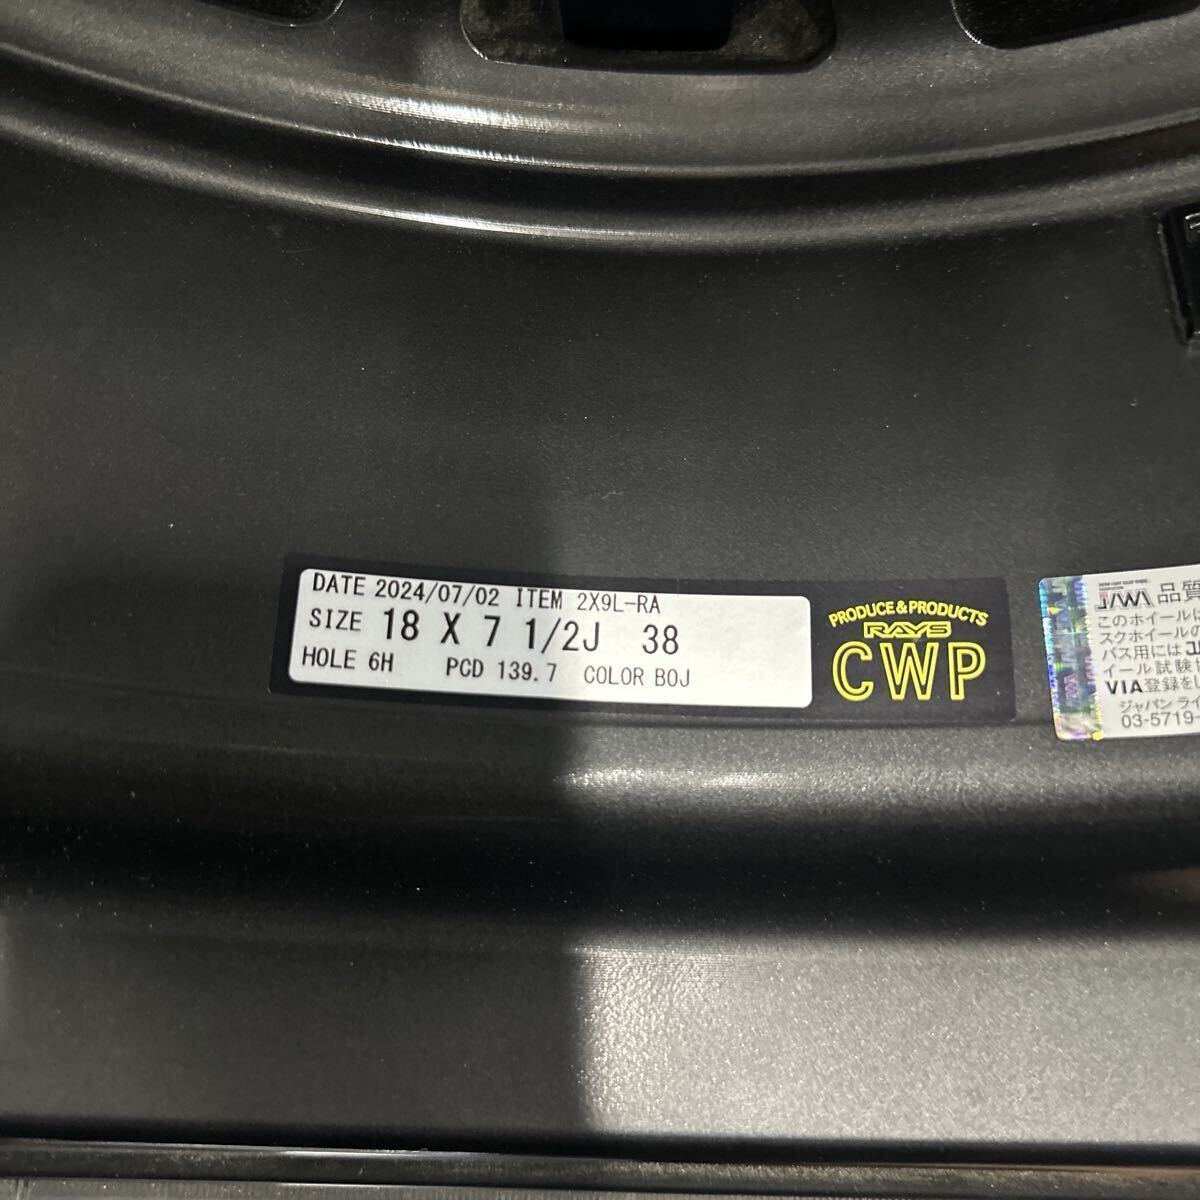 DATE 2024/07/02 ITEM 2X9L-RA
SIZE 18 X 7 1/2J 38
HOLE 6H PCD 139.7 COLOR BOJ
PRODUCE&PRODUCTS
RAYS
CWP
JAWA 品質
このホイールは
スクホイールの
バス用には
イール試験
VIA登録をし
ジャパン ライ
03-5719-